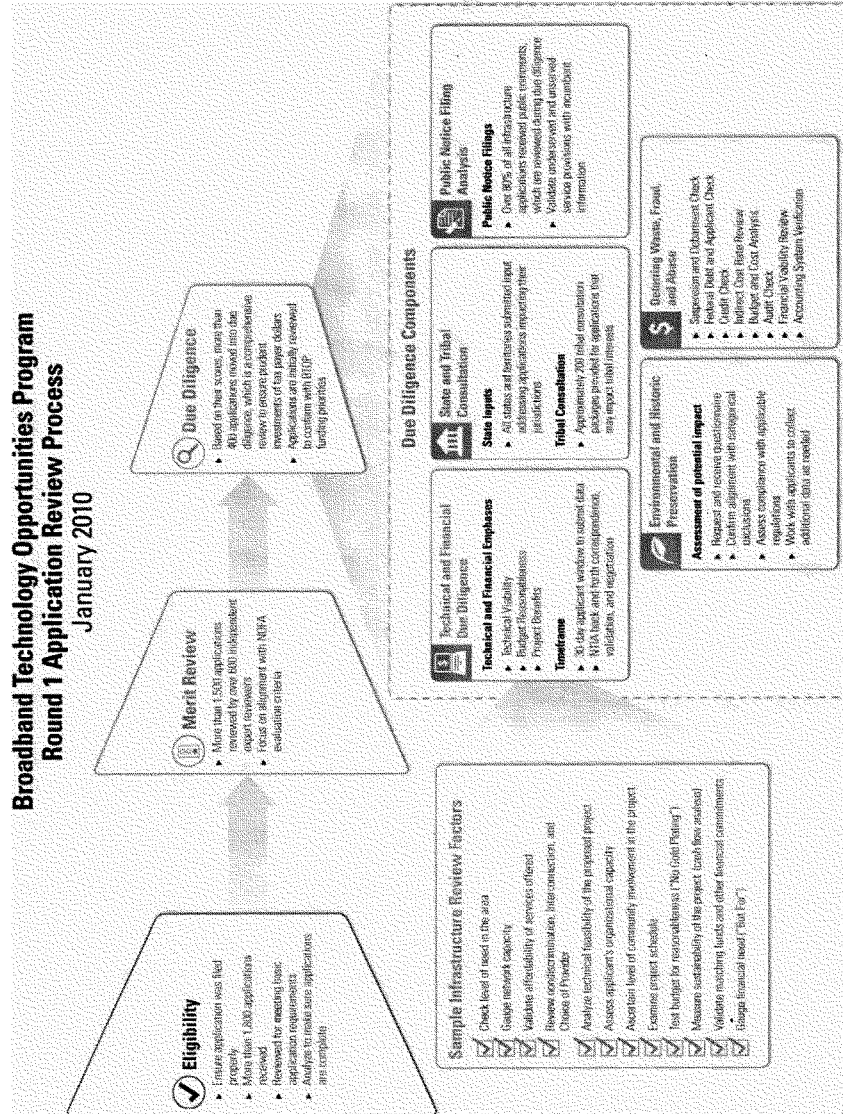 Broadband Technology Opportunities Program
Round 1 Application Review Process
January 2010
Eligibility
▸ Ensure application was filed
properly
▸ More than 1,800 applications
received
▸ Reviewed for meeting basic
application requirements
▸ Analyze to make sure applications
are complete
Merit Review
▸ More than 1,500 applications
reviewed by over 600 independent
expert reviewers
▸ Focus on alignment with NOFA
evaluation criteria
Due Diligence
▸ Based on their scores, more than
400 applications moved into due
diligence, which is a comprehensive
review to ensure prudent
investments of tax payer dollars
▸ Applications are initially reviewed
to conform with BTOP
funding priorities
Sample Infrastructure Review Factors
Check level of need in the area
Gauge network capacity
Validate affordability of services offered
Review nondiscrimination, Interconnection, and
Choice of Provider
Analyze technical feasibility of the proposed project
Assess applicant's organizational capacity
Ascertain level of community involvement in the project
Examine project schedule
Test budget for reasonableness ("No Gold Plating")
Measure sustainability of the project (cash flow analysis)
Validate matching funds and other financial commitments
Gauge financial need ("But For")
Due Diligence Components
Technical and Financial
Due Diligence
Technical and Financial Emphases
▸ Technical Viability
▸ Budget Reasonableness
▸ Project Benefits
Timeframe
▸ 30-day applicant window to submit data
▸ NTIA back-and-forth correspondence,
validation, and negotiation
State and Tribal
Consultation
State Inputs
▸ All states and territories submitted input
addressing applications impacting their
jurisdictions
Tribal Consultation
▸ Approximately 200 tribal consultation
packages provided for applications that
may impact tribal interests
Public Notice Filing
Analysis
Public Notice Filings
▸ Over 80% of all infrastructure
applications received public comments,
which are reviewed during due diligence
▸ Validate underserved and unserved
service provisions with incumbent
information
Environmental and Historic
Preservation
Assessment of potential impact
▸ Request and receive questionnaire
▸ Confirm alignment with categorical
exclusions
▸ Assess compliance with applicable
regulations
▸ Work with applicants to collect
additional data as needed
Deterring Waste, Fraud,
and Abuse
▸ Suspension and Debarment Check
▸ Federal Debt and Applicant Check
▸ Credit Check
▸ Indirect Cost Rate Review
▸ Budget and Cost Analysis
▸ Audit Check
▸ Financial Viability Review
▸ Accounting System Verification